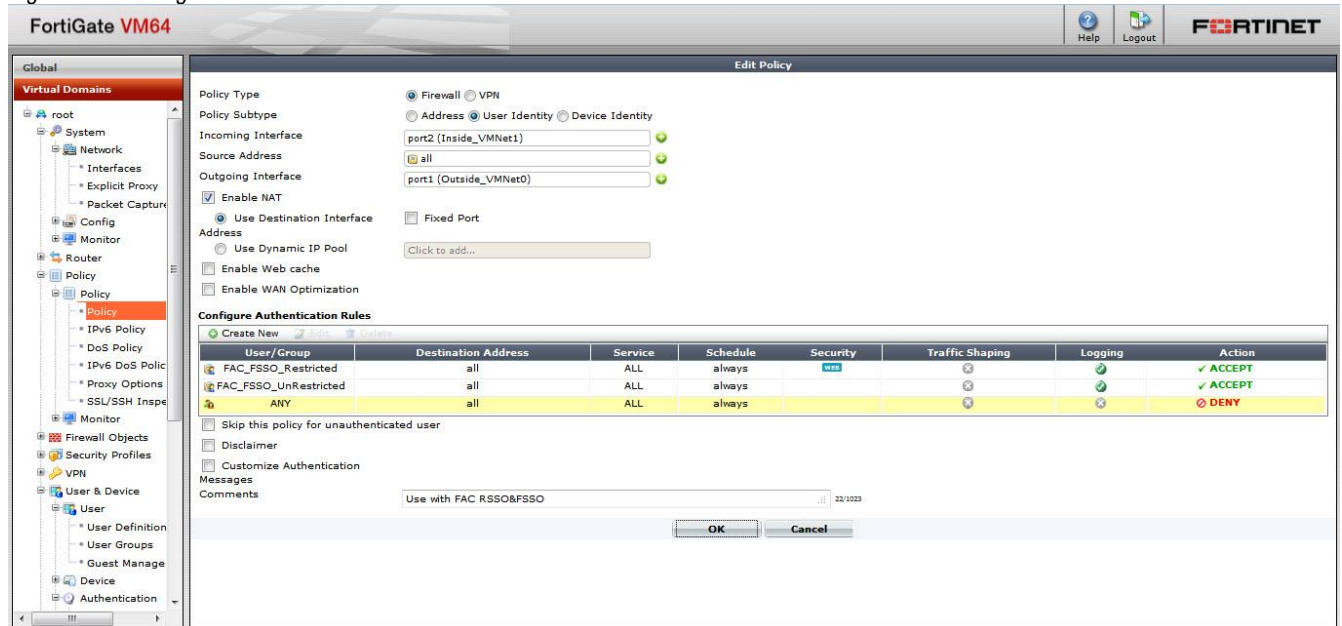 FortiGate VM64
Help
Logout
FORTINET
Global
Virtual Domains
root
System
Network
Interfaces
Explicit Proxy
Packet Capture
Config
Monitor
Router
Policy
Policy
Policy
IPv6 Policy
DoS Policy
IPv6 DoS Polic
Proxy Options
SSL/SSH Inspe
Monitor
Firewall Objects
Security Profiles
VPN
User & Device
User
User Definition
User Groups
Guest Manage
Device
Authentication
Edit Policy
Policy Type Firewall VPN
Policy Subtype Address User Identity Device Identity
Incoming Interface port2 (Inside_VMNet1)
Source Address all
Outgoing Interface port1 (Outside_VMNet0)
Enable NAT
Use Destination Interface Fixed Port
Address
Use Dynamic IP Pool Click to add...
Enable Web cache
Enable WAN Optimization
Configure Authentication Rules
Create New Edit Delete
User/Group Destination Address Service Schedule Security Traffic Shaping Logging Action
FAC_FSSO_Restricted all ALL always WEB ACCEPT
FAC_FSSO_UnRestricted all ALL always ACCEPT
ANY all ALL always DENY
Skip this policy for unauthenticated user
Disclaimer
Customize Authentication
Messages
Comments Use with FAC RSSO&FSSO 22/1023
OK Cancel